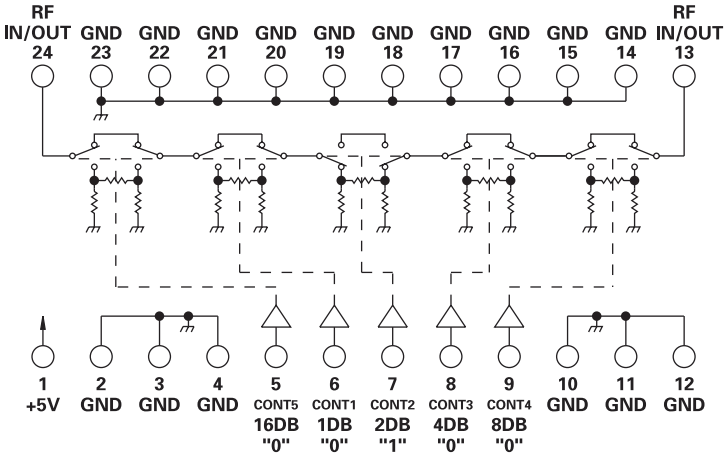 RF GND GND GND GND GND GND GND GND GND GND RF
IN/OUT IN/OUT
24 23 22 21 20 19 18 17 16 15 14 13
1 2 3 4 5 6 7 8 9 10 11 12
+5V GND GND GND CONT5 CONT1 CONT2 CONT3 CONT4 GND GND GND
16DB 1DB 2DB 4DB 8DB
"0" "0" "1" "0" "0"